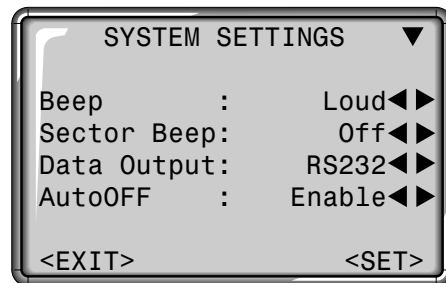 SYSTEM SETTINGS ▼
Beep : Loud◀▶
Sector Beep: Off◀▶
Data Output: RS232◀▶
AutoOFF : Enable◀▶
<EXIT> <SET>